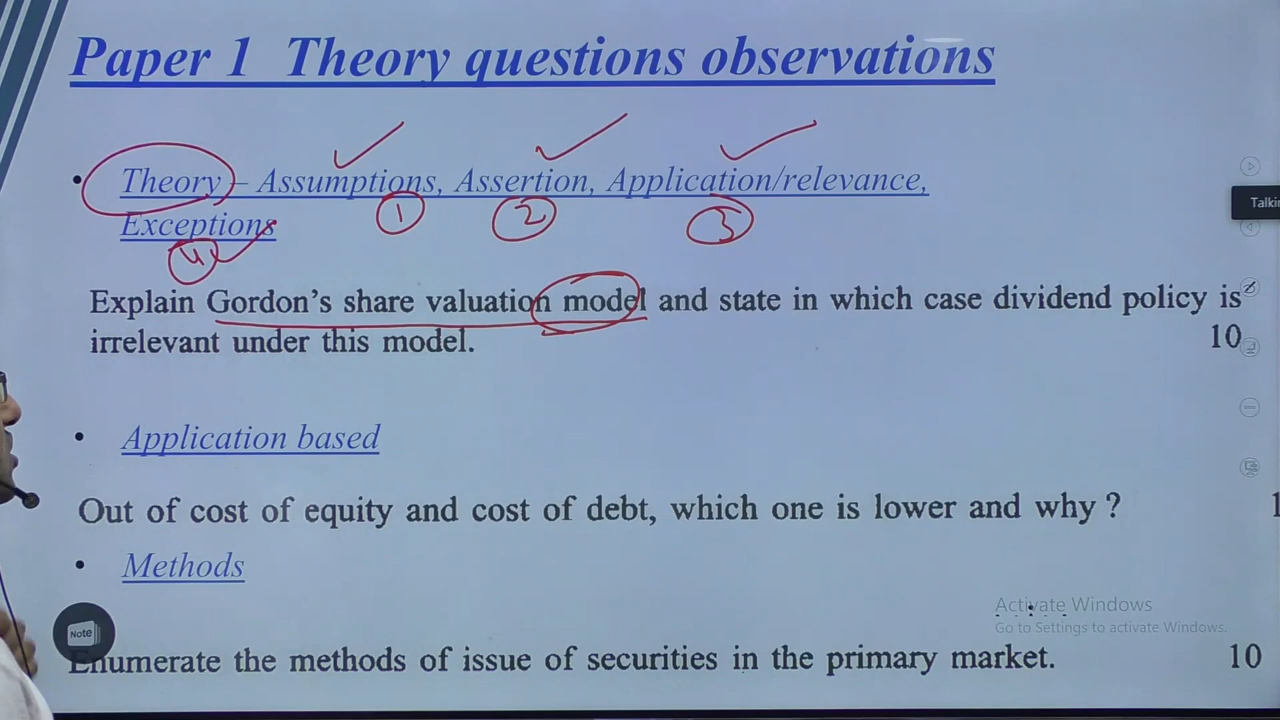 Paper 1 Theory questions observations
• Theory – Assumptions, Assertion, Application/relevance,
1 2 3
Exceptions
4
Explain Gordon's share valuation model and state in which case dividend policy is
irrelevant under this model. 10
• Application based
Out of cost of equity and cost of debt, which one is lower and why ? 1
• Methods
Activate Windows
Go to Settings to activate Windows.
Note
Enumerate the methods of issue of securities in the primary market. 10